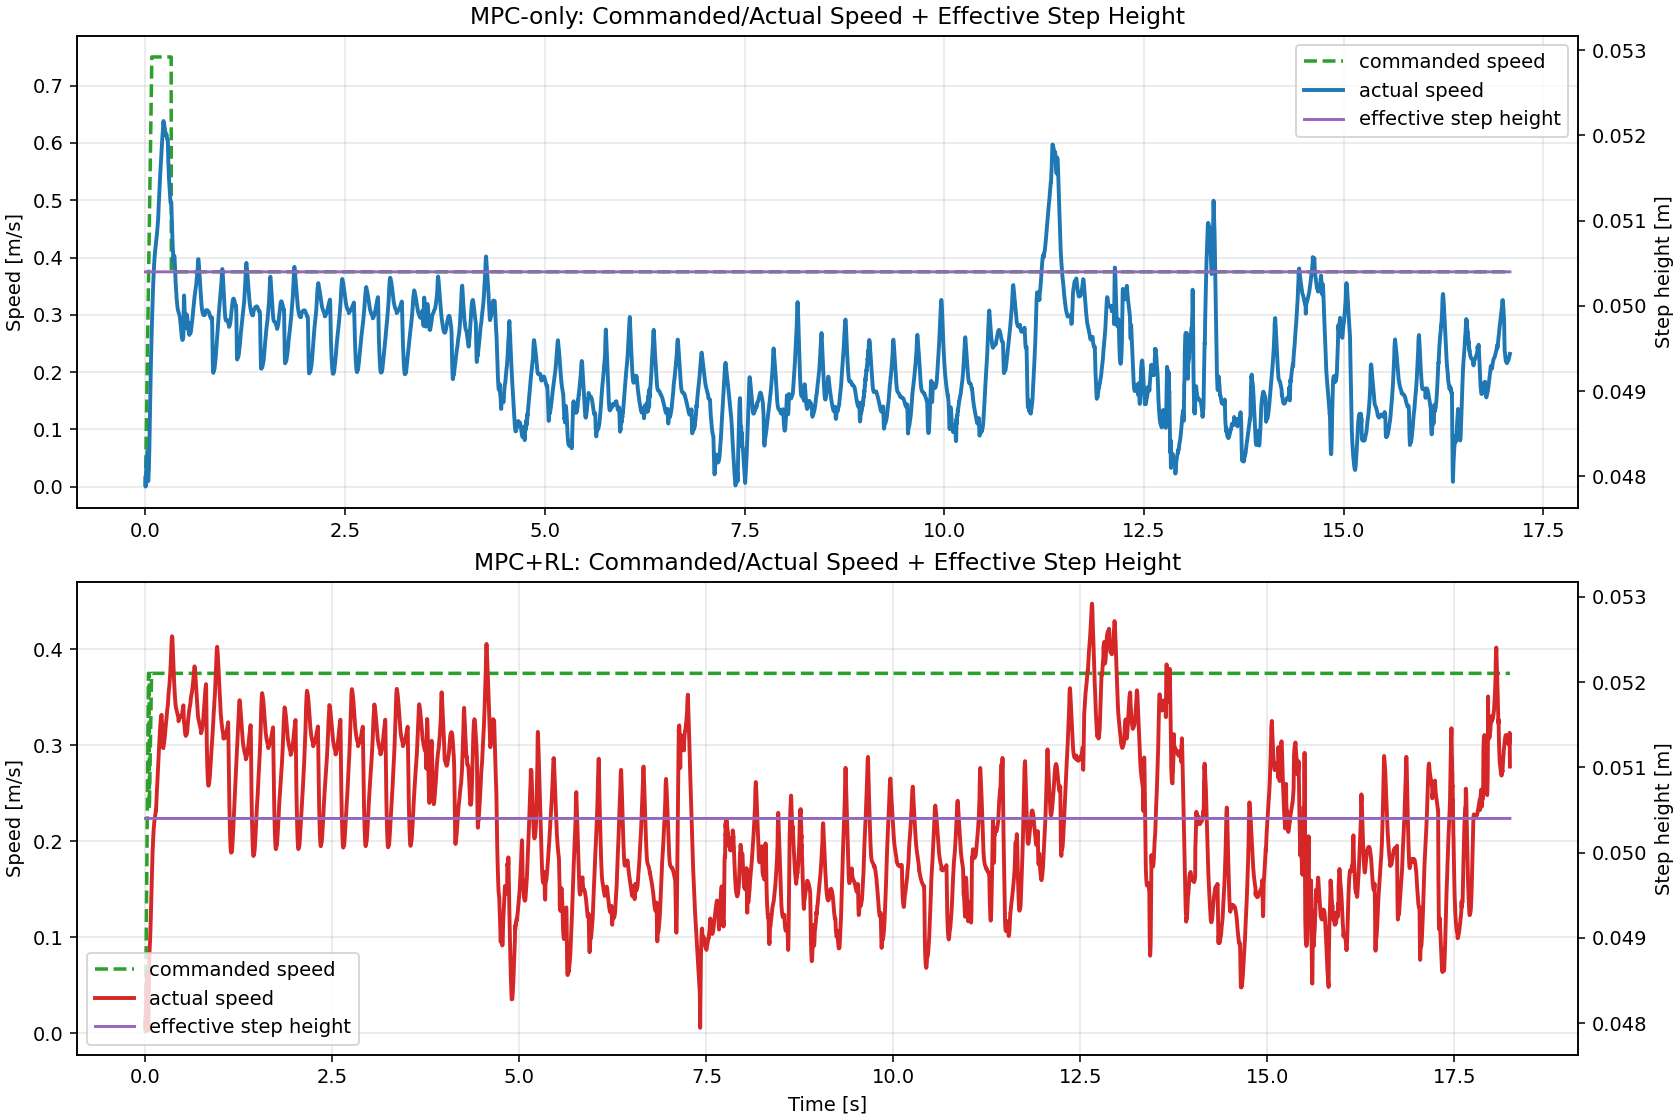 MPC-only: Commanded/Actual Speed + Effective Step Height
0.7
0.6
0.5
0.4
0.3
0.2
0.1
0.0
Speed [m/s]
commanded speed
actual speed
effective step height
0.053
0.052
0.051
0.050
0.049
0.048
Step height [m]
0.0 2.5 5.0 7.5 10.0 12.5 15.0 17.5
MPC+RL: Commanded/Actual Speed + Effective Step Height
0.4
0.3
0.2
0.1
0.0
Speed [m/s]
commanded speed
actual speed
effective step height
0.053
0.052
0.051
0.050
0.049
0.048
Step height [m]
0.0 2.5 5.0 7.5 10.0 12.5 15.0 17.5
Time [s]